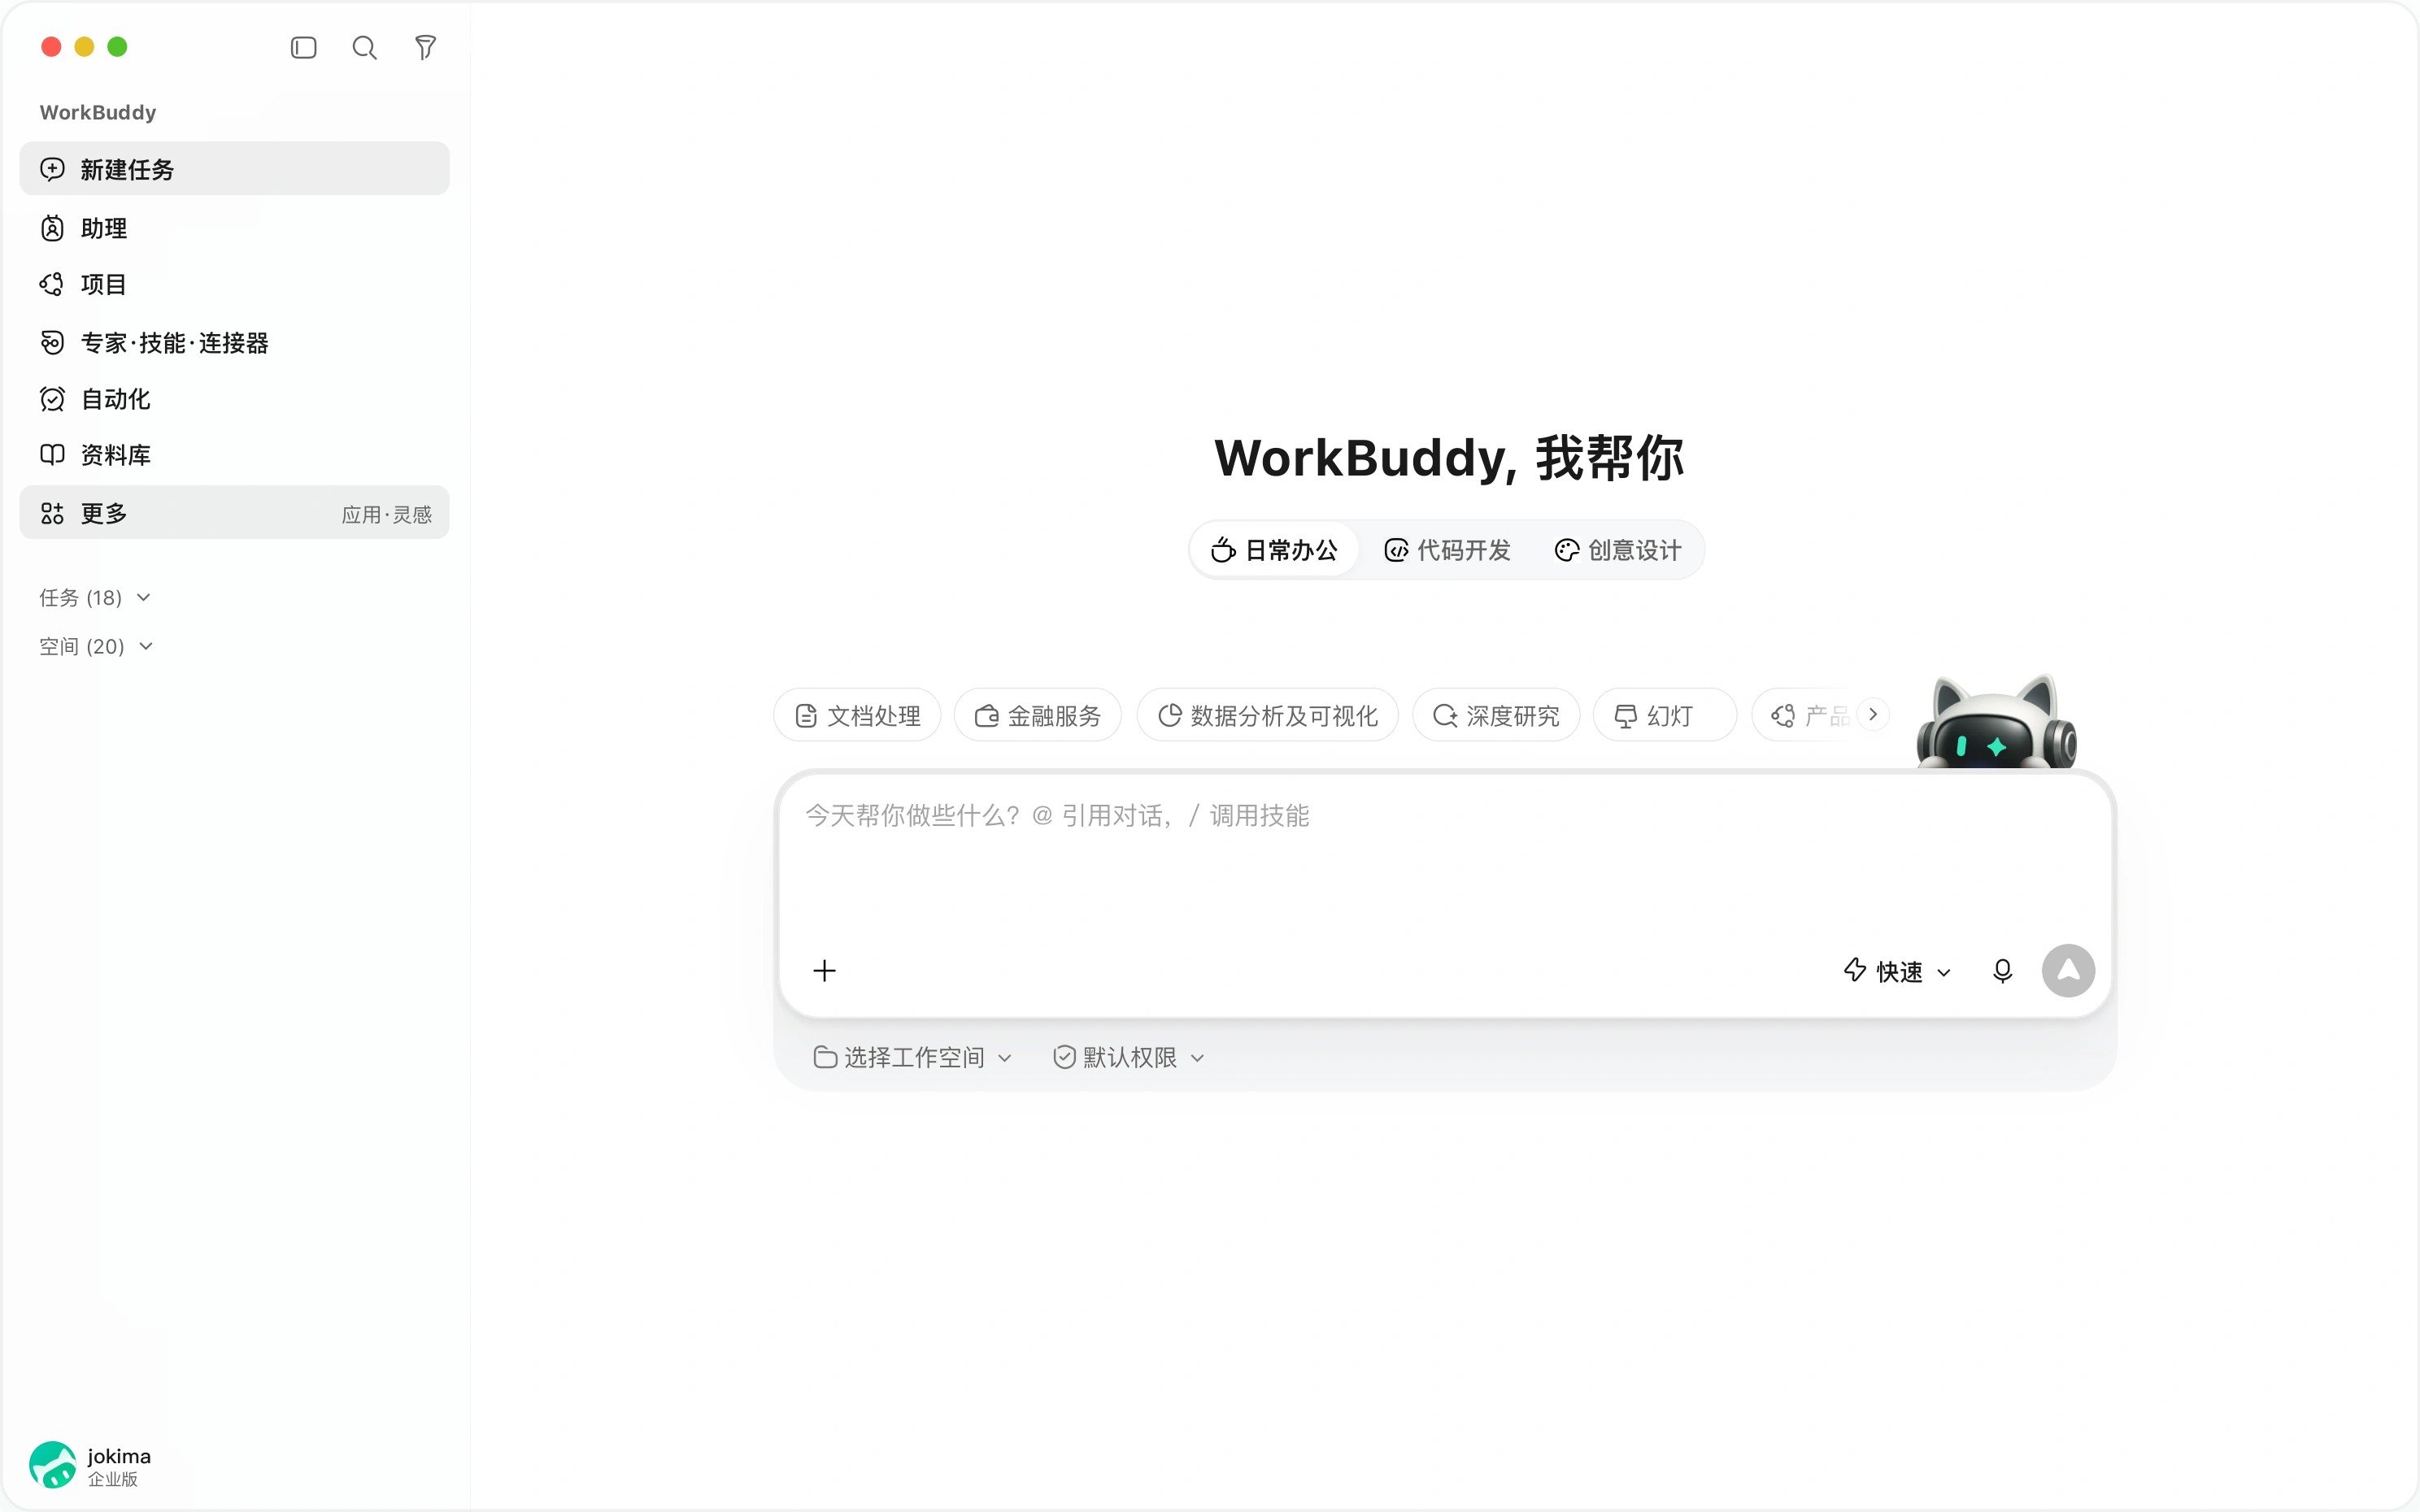 WorkBuddy
新建任务
助理
项目
专家·技能·连接器
自动化
资料库
更多 应用·灵感
任务 (18)
空间 (20)
jokima
企业版
WorkBuddy, 我帮你
日常办公 代码开发 创意设计
文档处理 金融服务 数据分析及可视化 深度研究 幻灯 产品
今天帮你做些什么？@ 引用对话，/ 调用技能
快速
选择工作空间 默认权限